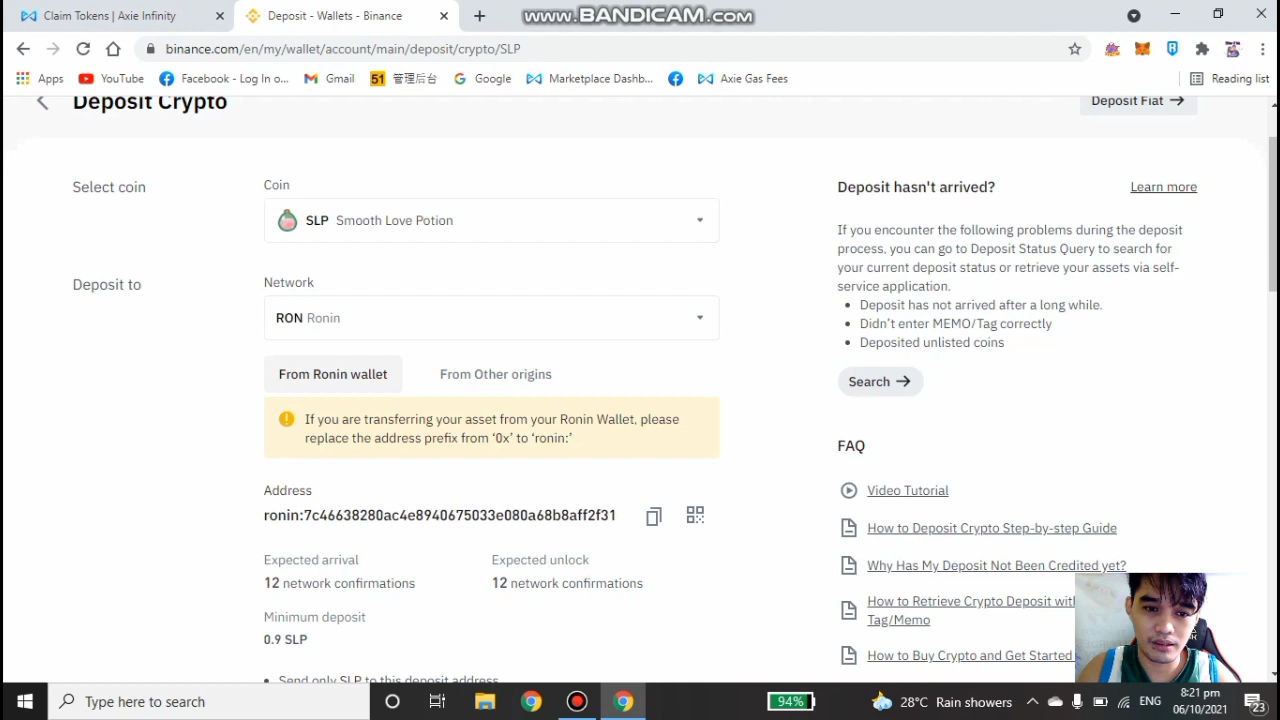 Claim Tokens | Axie Infinity
Deposit - Wallets - Binance
www.BANDICAM.com
binance.com/en/my/wallet/account/main/deposit/crypto/SLP
Apps
YouTube
Facebook - Log In o...
Gmail
51 管理后台
Google
Marketplace Dashb...
Axie Gas Fees
Reading list
Deposit Crypto
Deposit Fiat
Select coin
Coin
SLP Smooth Love Potion
Deposit to
Network
RON Ronin
From Ronin wallet
From Other origins
If you are transferring your asset from your Ronin Wallet, please
replace the address prefix from ‘0x’ to ‘ronin:’
Address
ronin:7c46638280ac4e8940675033e080a68b8aff2f31
Expected arrival
12 network confirmations
Expected unlock
12 network confirmations
Minimum deposit
0.9 SLP
Send only SLP to this deposit address
Deposit hasn't arrived?
Learn more
If you encounter the following problems during the deposit
process, you can go to Deposit Status Query to search for
your current deposit status or retrieve your assets via self-
service application.
Deposit has not arrived after a long while.
Didn't enter MEMO/Tag correctly
Deposited unlisted coins
Search
FAQ
Video Tutorial
How to Deposit Crypto Step-by-step Guide
Why Has My Deposit Not Been Credited yet?
How to Retrieve Crypto Deposit with
Tag/Memo
How to Buy Crypto and Get Started
Type here to search
94%
28°C Rain showers
ENG
8:21 pm
06/10/2021
23